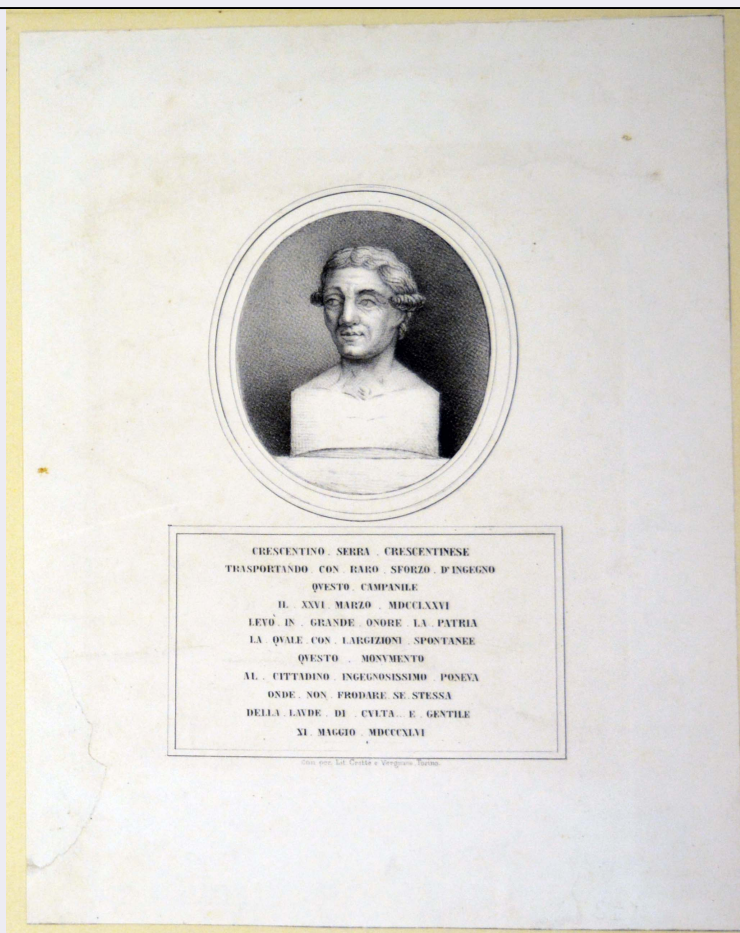 CRESCENTINO . SERRA . CRESCENTINESE
TRASPORTANDO . CON . RARO . SFORZO . D'INGEGNO
QVESTO . CAMPANILE
IL . XXVI . MARZO . MDCCLXXVI
LEVÒ . IN . GRANDE . ONORE . LA . PATRIA
LA . QVALE . CON . LARGIZIONI . SPONTANEE
QVESTO . MONVMENTO
AL . CITTADINO . INGEGNOSISSIMO . PONEVA
ONDE . NON . FRODARE . SE . STESSA
DELLA . LAVDE . DI . CVLTA . E . GENTILE
XI . MAGGIO . MDCCCXLVI
Lit. e Torino.